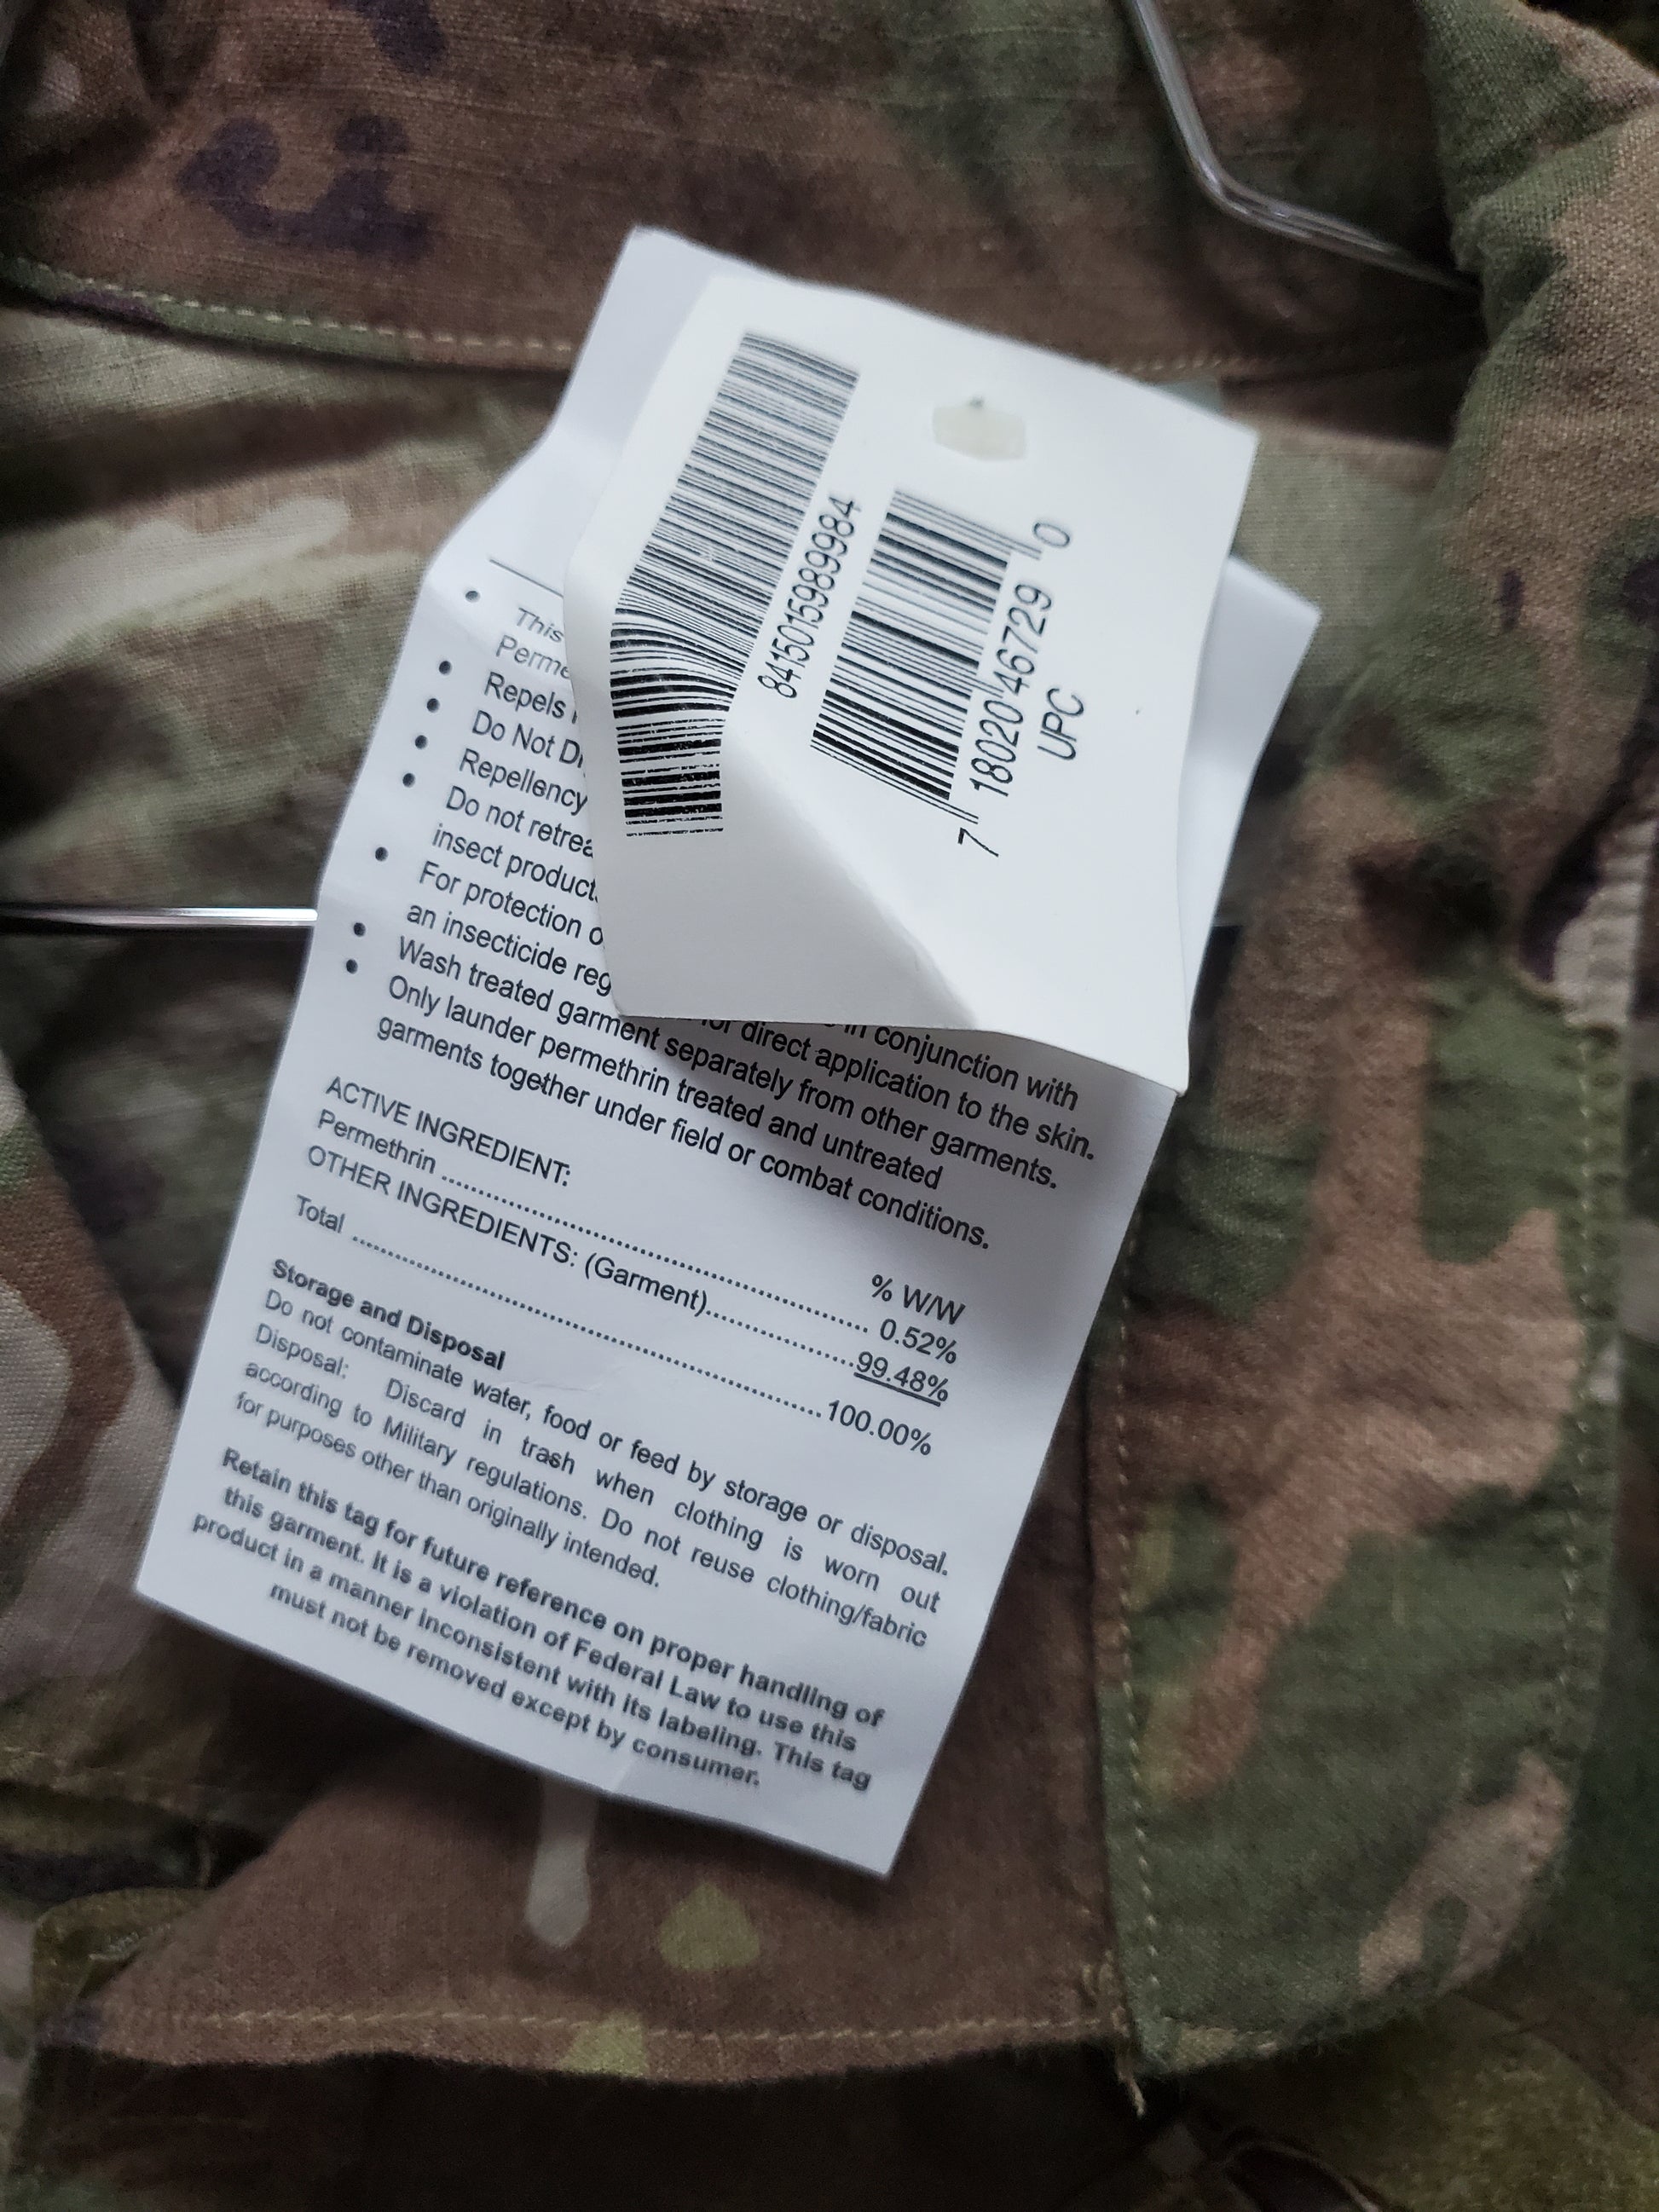 8415015989984
7 18020 46729 0
UPC
This
Perme
Repels
Do Not D
Repellency
Do not retrea
insect product
For protection o
in conjunction with
an insecticide reg
for direct application to the skin.
Wash treated garment separately from other garments.
Only launder permethrin treated and untreated
garments together under field or combat conditions.
ACTIVE INGREDIENT:
% W/W
Permethrin .......... 0.52%
OTHER INGREDIENTS: (Garment)..........99.48%
Total ..........100.00%
Storage and Disposal
Do not contaminate water, food or feed by storage or disposal.
Disposal: Discard in trash when clothing is worn out
according to Military regulations. Do not reuse clothing/fabric
for purposes other than originally intended.
Retain this tag for future reference on proper handling of
this garment. It is a violation of Federal Law to use this
product in a manner inconsistent with its labeling. This tag
must not be removed except by consumer.